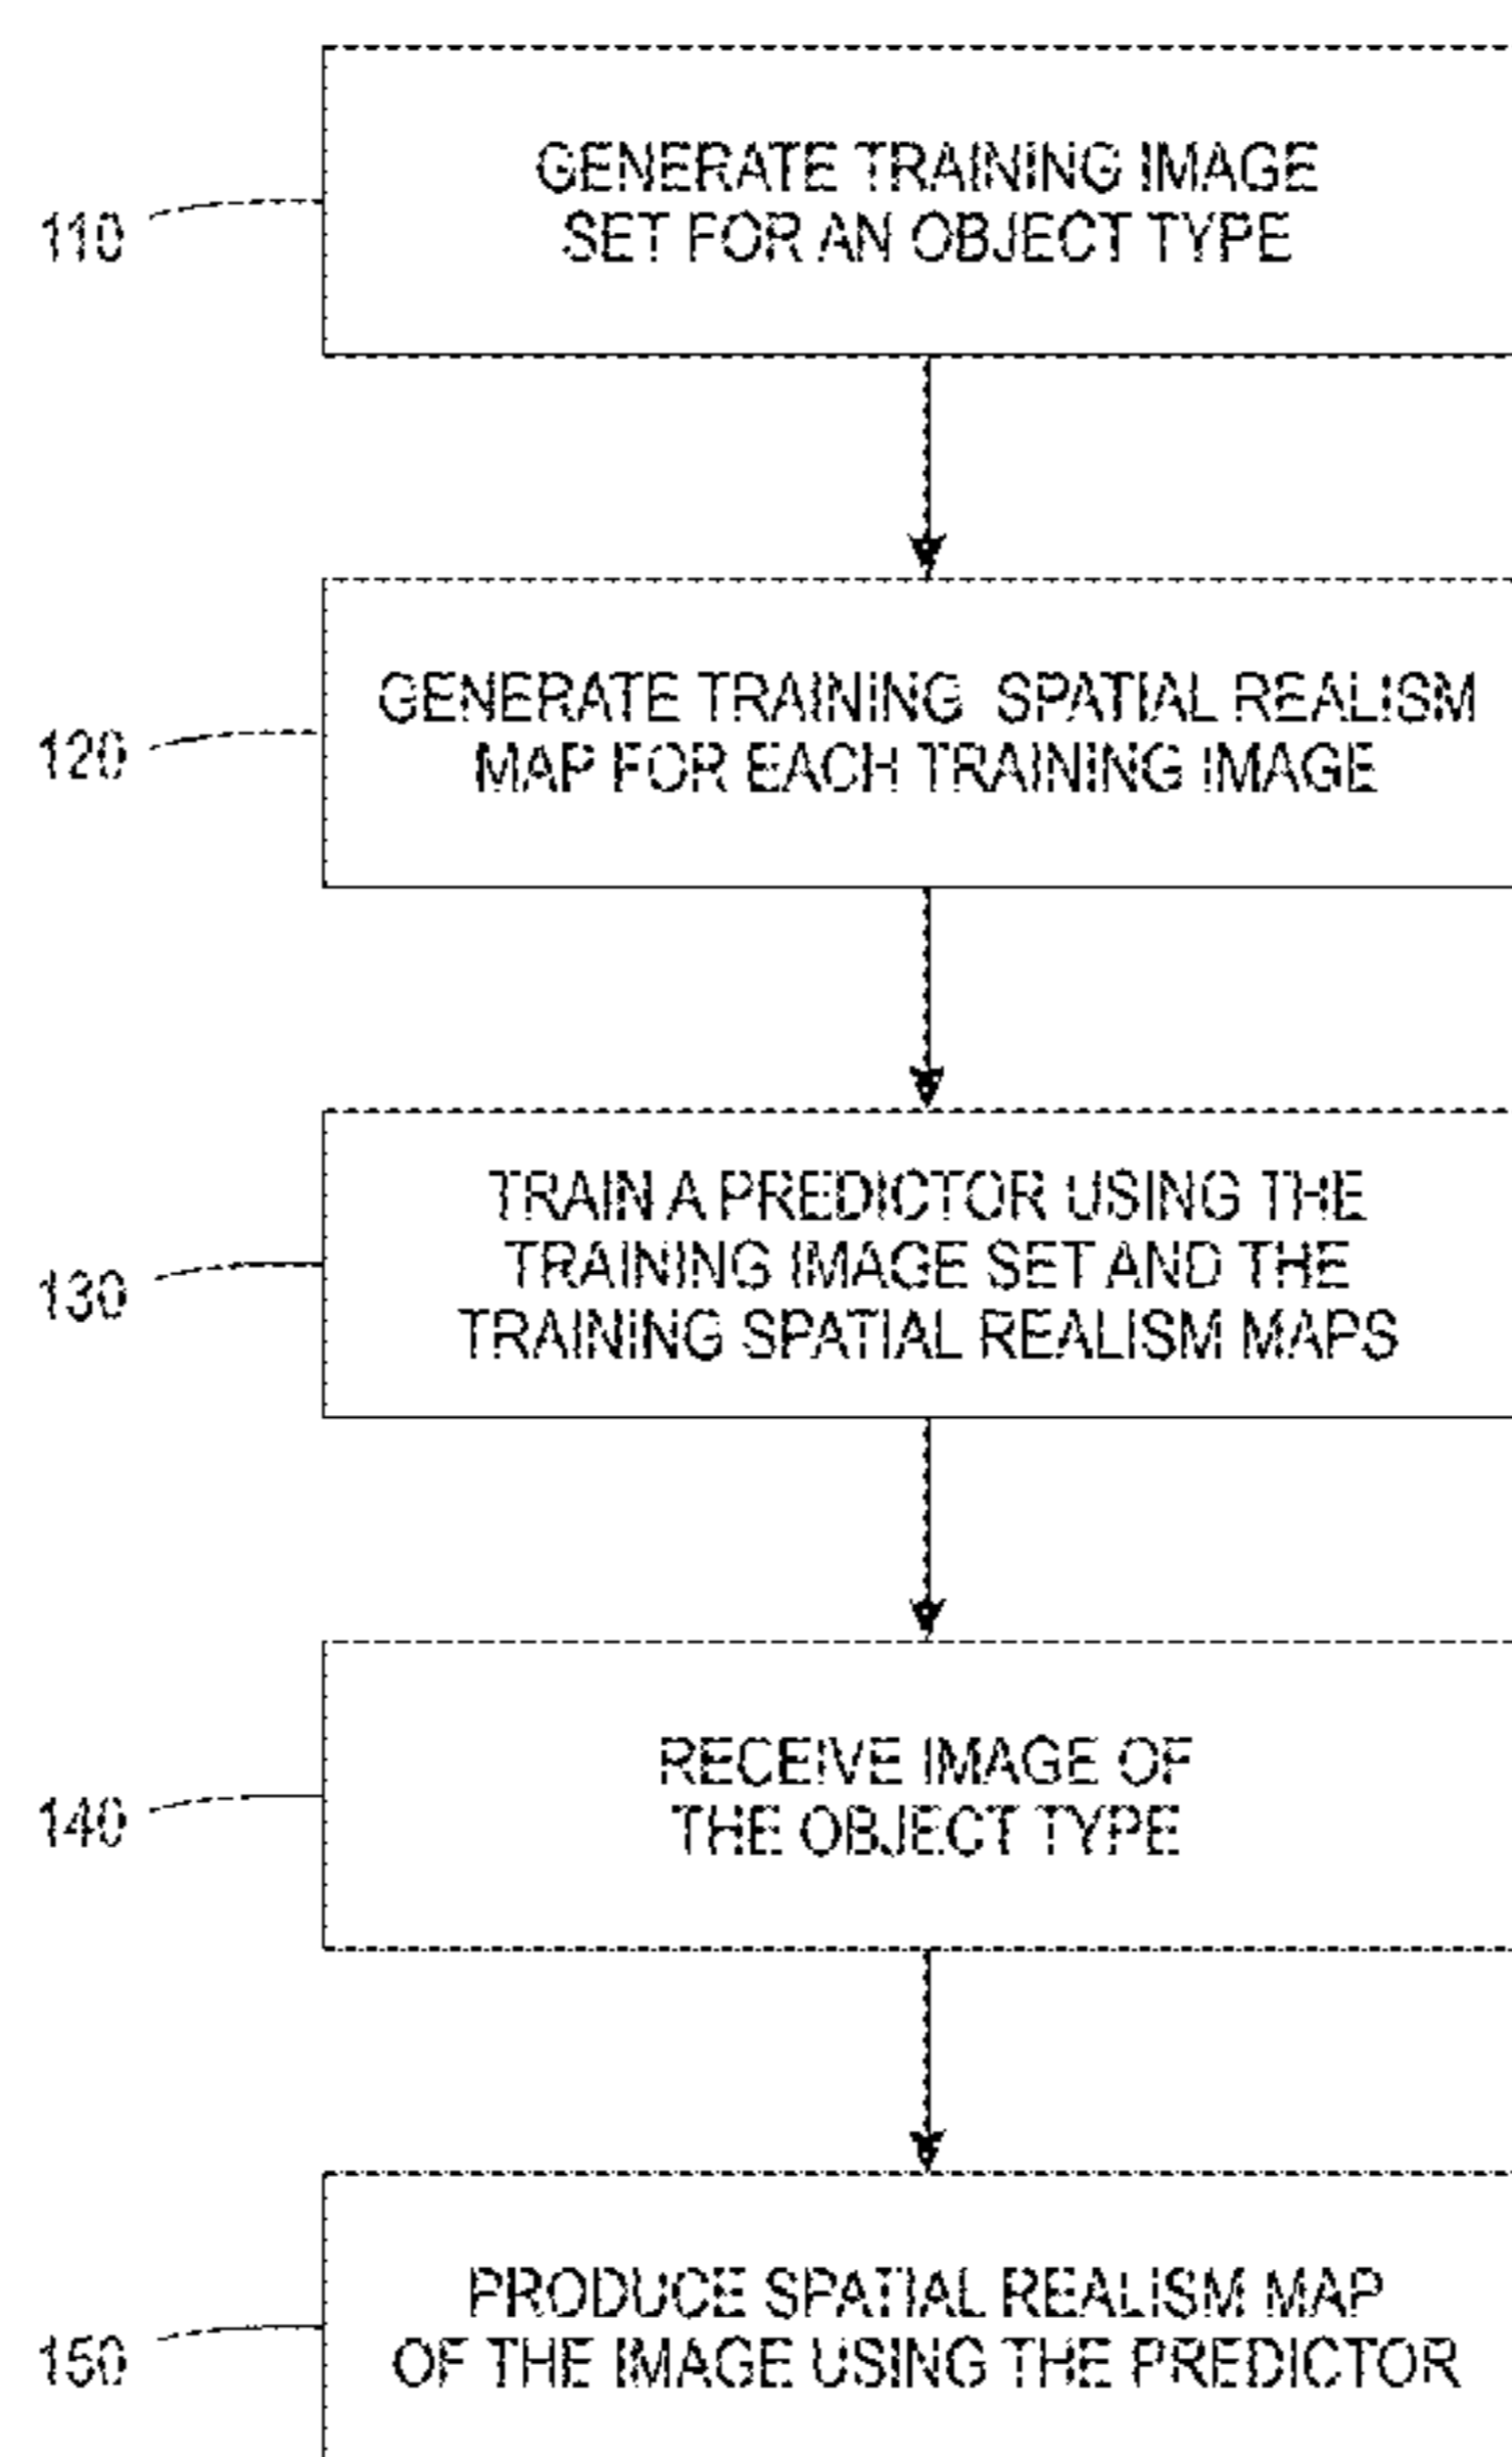 GENERATE TRAINING IMAGE
SET FOR AN OBJECT TYPE
110
GENERATE TRAINING SPATIAL REALISM
MAP FOR EACH TRAINING IMAGE
120
TRAIN A PREDICTOR USING THE
TRAINING IMAGE SET AND THE
TRAINING SPATIAL REALISM MAPS
130
RECEIVE IMAGE OF
THE OBJECT TYPE
140
PRODUCE SPATIAL REALISM MAP
OF THE IMAGE USING THE PREDICTOR
150